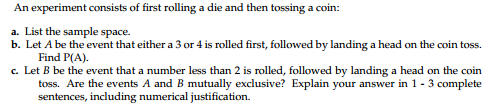 An experiment consists of first rolling a die and then tossing a coin:
a. List the sample space.
b. Let A be the event that either a 3 or 4 is rolled first, followed by landing a head on the coin toss.
Find P(A).
c. Let B be the event that a number less than 2 is rolled, followed by landing a head on the coin
toss. Are the events A and B mutually exclusive? Explain your answer in 1 - 3 complete
sentences, including numerical justification.